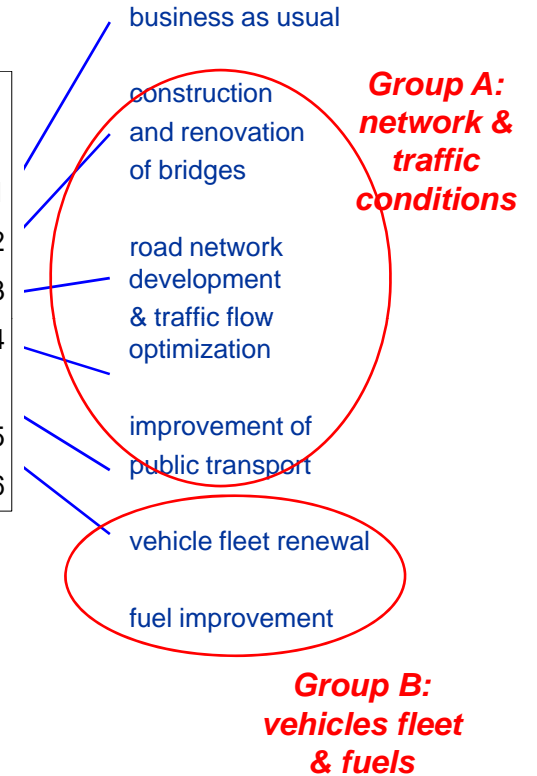 business as usual
construction
and renovation
of bridges
Group A:
network &
traffic
conditions
2
road network
development
3
& traffic flow
optimization
4
improvement of
public transport
5
6
vehicle fleet renewal
fuel improvement
Group B:
vehicles fleet
& fuels